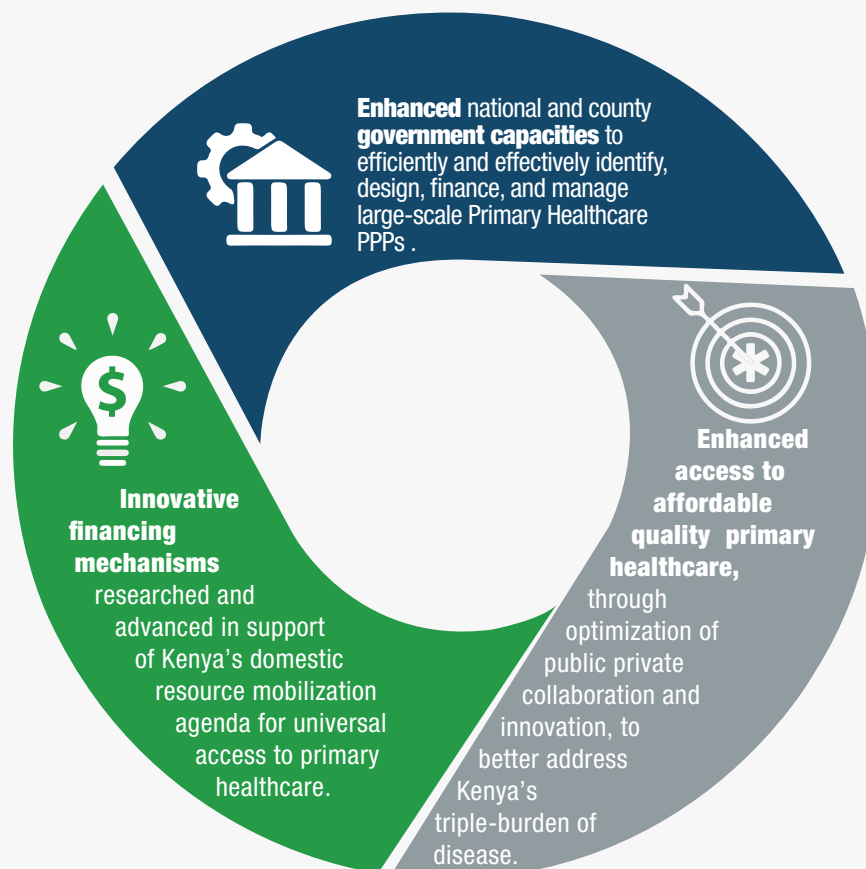 Enhanced national and county
government capacities to
efficiently and effectively identify,
design, finance, and manage
large-scale Primary Healthcare
PPPs .
$
Enhanced
access to
affordable
quality primary
healthcare,
through
optimization of
public private
collaboration and
innovation, to
better address
Kenya’s
triple-burden of
disease.
Innovative
financing
mechanisms
researched and
advanced in support
of Kenya’s domestic
resource mobilization
agenda for universal
access to primary
healthcare.